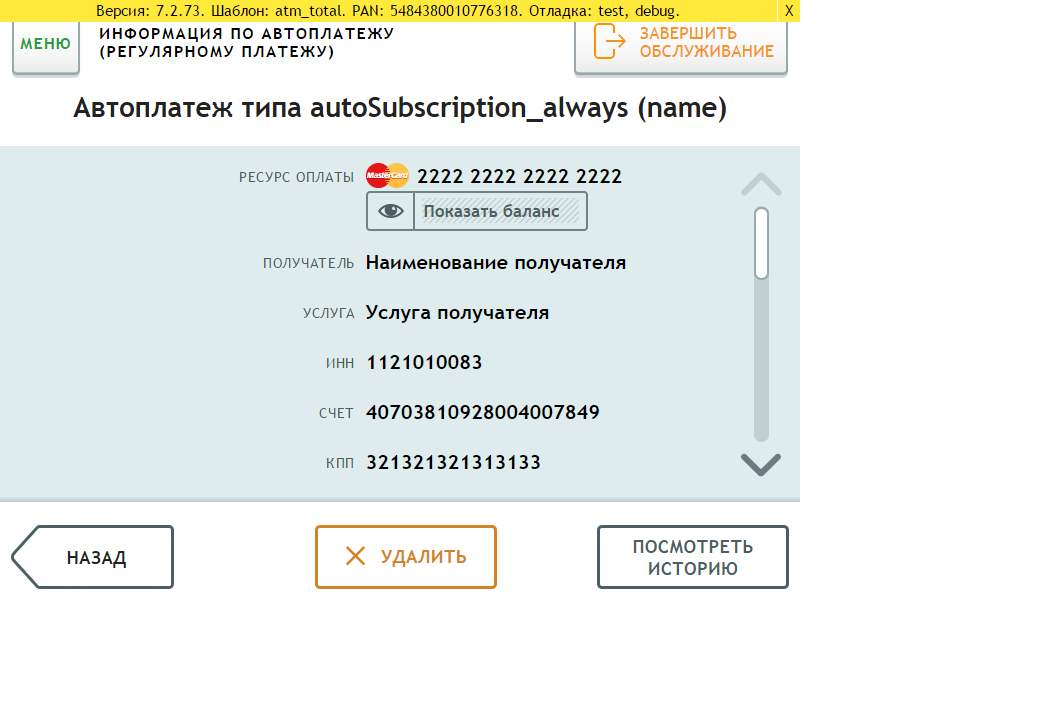 Версия: 7.2.73. Шаблон: atm_total. PAN: 5484380010776318. Отладка: test, debug. X
МЕНЮ
ИНФОРМАЦИЯ ПО АВТОПЛАТЕЖУ
(РЕГУЛЯРНОМУ ПЛАТЕЖУ)
ЗАВЕРШИТЬ
ОБСЛУЖИВАНИЕ
Автоплатеж типа autoSubscription_always (name)
РЕСУРС ОПЛАТЫ MasterCard 2222 2222 2222 2222
Показать баланс
ПОЛУЧАТЕЛЬ Наименование получателя
УСЛУГА Услуга получателя
ИНН 1121010083
СЧЕТ 40703810928004007849
КПП 321321321313133
НАЗАД
УДАЛИТЬ
ПОСМОТРЕТЬ
ИСТОРИЮ